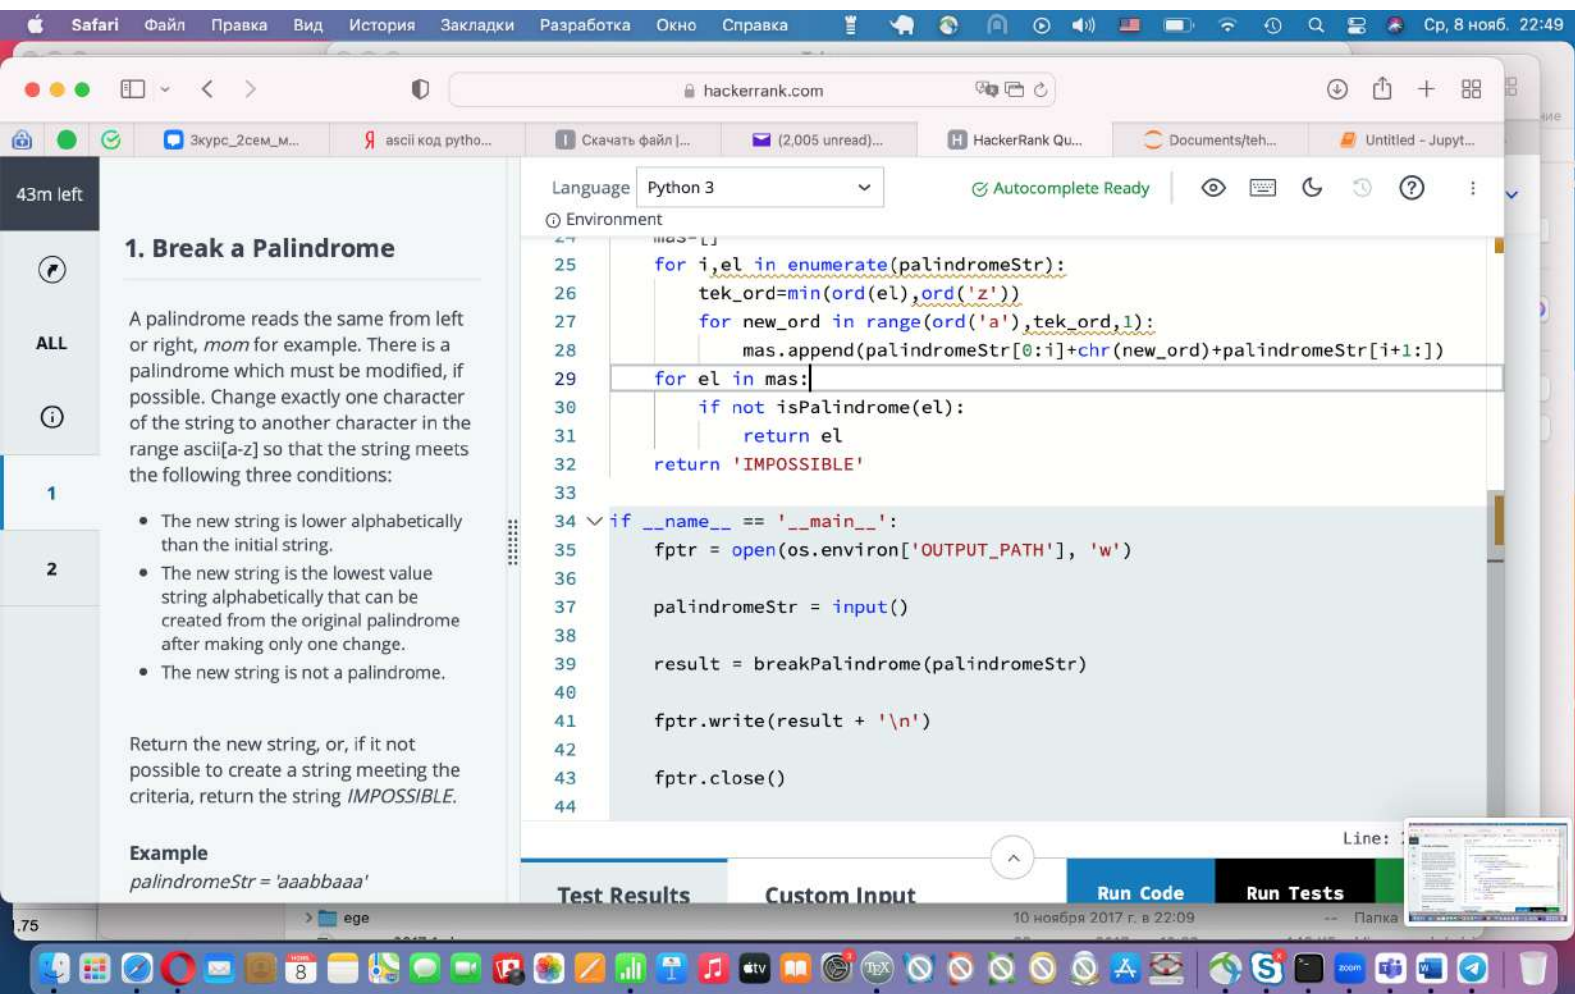 Safari Файл Правка Вид История Закладки Разработка Окно Справка Ср, 8 нояб. 22:49
hackerrank.com
3курс_2сем_м... ascii код pytho... Скачать файл |... (2,005 unread)... HackerRank Qu... Documents/teh... Untitled – Jupyt...
43m left
ALL
1
2
1. Break a Palindrome
A palindrome reads the same from left
or right, mom for example. There is a
palindrome which must be modified, if
possible. Change exactly one character
of the string to another character in the
range ascii[a-z] so that the string meets
the following three conditions:
• The new string is lower alphabetically
than the initial string.
• The new string is the lowest value
string alphabetically that can be
created from the original palindrome
after making only one change.
• The new string is not a palindrome.
Return the new string, or, if it not
possible to create a string meeting the
criteria, return the string IMPOSSIBLE.
Example
palindromeStr = 'aaabbaaa'
Language Python 3 Autocomplete Ready
Environment
24 mas=[]
25 for i,el in enumerate(palindromeStr):
26 tek_ord=min(ord(el),ord('z'))
27 for new_ord in range(ord('a'),tek_ord,1):
28 mas.append(palindromeStr[0:i]+chr(new_ord)+palindromeStr[i+1:])
29 for el in mas:
30 if not isPalindrome(el):
31 return el
32 return 'IMPOSSIBLE'
33
34 if __name__ == '__main__':
35 fptr = open(os.environ['OUTPUT_PATH'], 'w')
36
37 palindromeStr = input()
38
39 result = breakPalindrome(palindromeStr)
40
41 fptr.write(result + '\n')
42
43 fptr.close()
44
Line:
Test Results Custom Input Run Code Run Tests
.75 ege 10 ноября 2017 г. в 22:09 -- Папка
НОЯБ.
8
tv
TEX
zoom